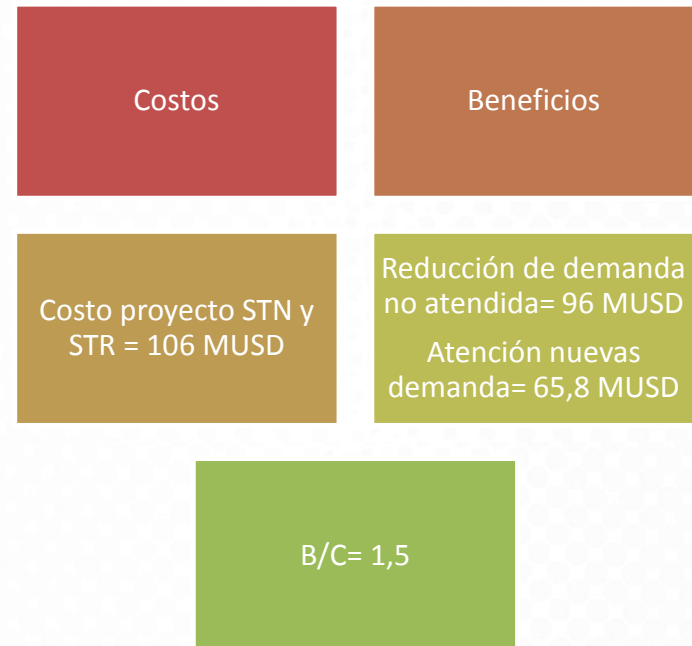 Costos
Beneficios
Costo proyecto STN y
STR = 106 MUSD
Reducción de demanda
no atendida= 96 MUSD
Atención nuevas
demanda= 65,8 MUSD
B/C= 1,5